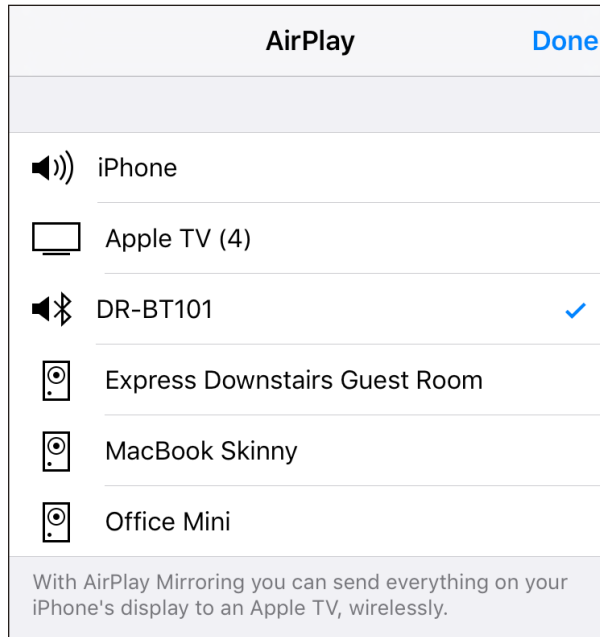 AirPlay Done
iPhone
Apple TV (4)
DR-BT101
Express Downstairs Guest Room
MacBook Skinny
Office Mini
With AirPlay Mirroring you can send everything on your
iPhone's display to an Apple TV, wirelessly.